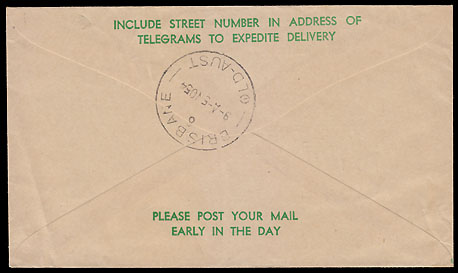 INCLUDE STREET NUMBER IN ADDRESS OF
TELEGRAMS TO EXPEDITE DELIVERY
BRISBANE
QLD-AUST
PLEASE POST YOUR MAIL
EARLY IN THE DAY